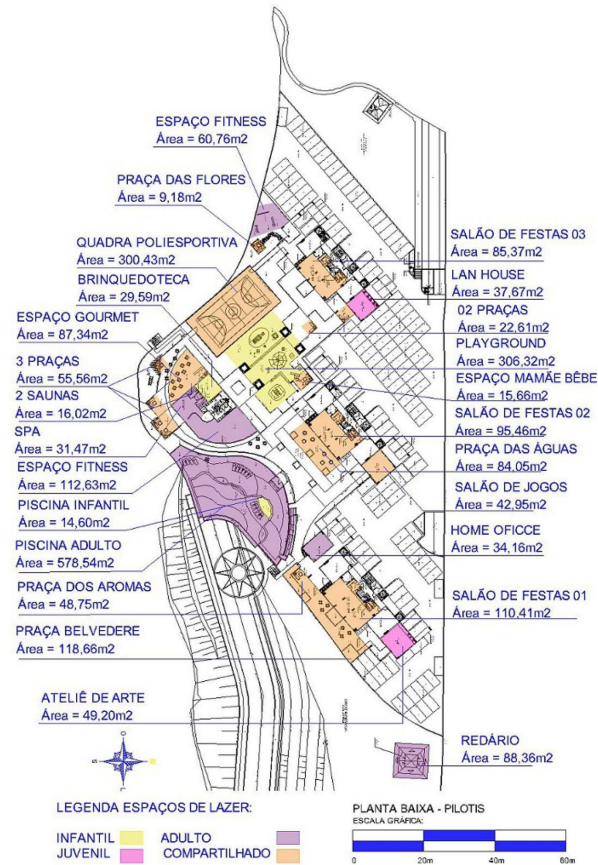 ESPAÇO FITNESS
Área = 60,76m2
PRAÇA DAS FLORES
Área = 9,18m2
QUADRA POLIESPORTIVA
Área = 300,43m2
BRINQUEDOTECA
Área = 29,59m2
ESPAÇO GOURMET
Área = 87,34m2
3 PRAÇAS
Área = 55,56m2
2 SAUNAS
Área = 16,02m2
SPA
Área = 31,47m2
ESPAÇO FITNESS
Área = 112,63m2
PISCINA INFANTIL
Área = 14,60m2
PISCINA ADULTO
Área = 578,54m2
PRAÇA DOS AROMAS
Área = 48,75m2
PRAÇA BELVEDERE
Área = 118,66m2
ATELIÊ DE ARTE
Área = 49,20m2
SALÃO DE FESTAS 03
Área = 85,37m2
LAN HOUSE
Área = 37,67m2
02 PRAÇAS
Área = 22,61m2
PLAYGROUND
Área = 306,32m2
ESPAÇO MAMÃE BÊBE
Área = 15,66m2
SALÃO DE FESTAS 02
Área = 95,46m2
PRAÇA DAS ÁGUAS
Área = 84,05m2
SALÃO DE JOGOS
Área = 42,95m2
HOME OFICCE
Área = 34,16m2
SALÃO DE FESTAS 01
Área = 110,41m2
REDÁRIO
Área = 88,36m2
LEGENDA ESPAÇOS DE LAZER:
INFANTIL ADULTO
JUVENIL COMPARTILHADO
PLANTA BAIXA - PILOTIS
ESCALA GRÁFICA:
0 20m 40m 60m